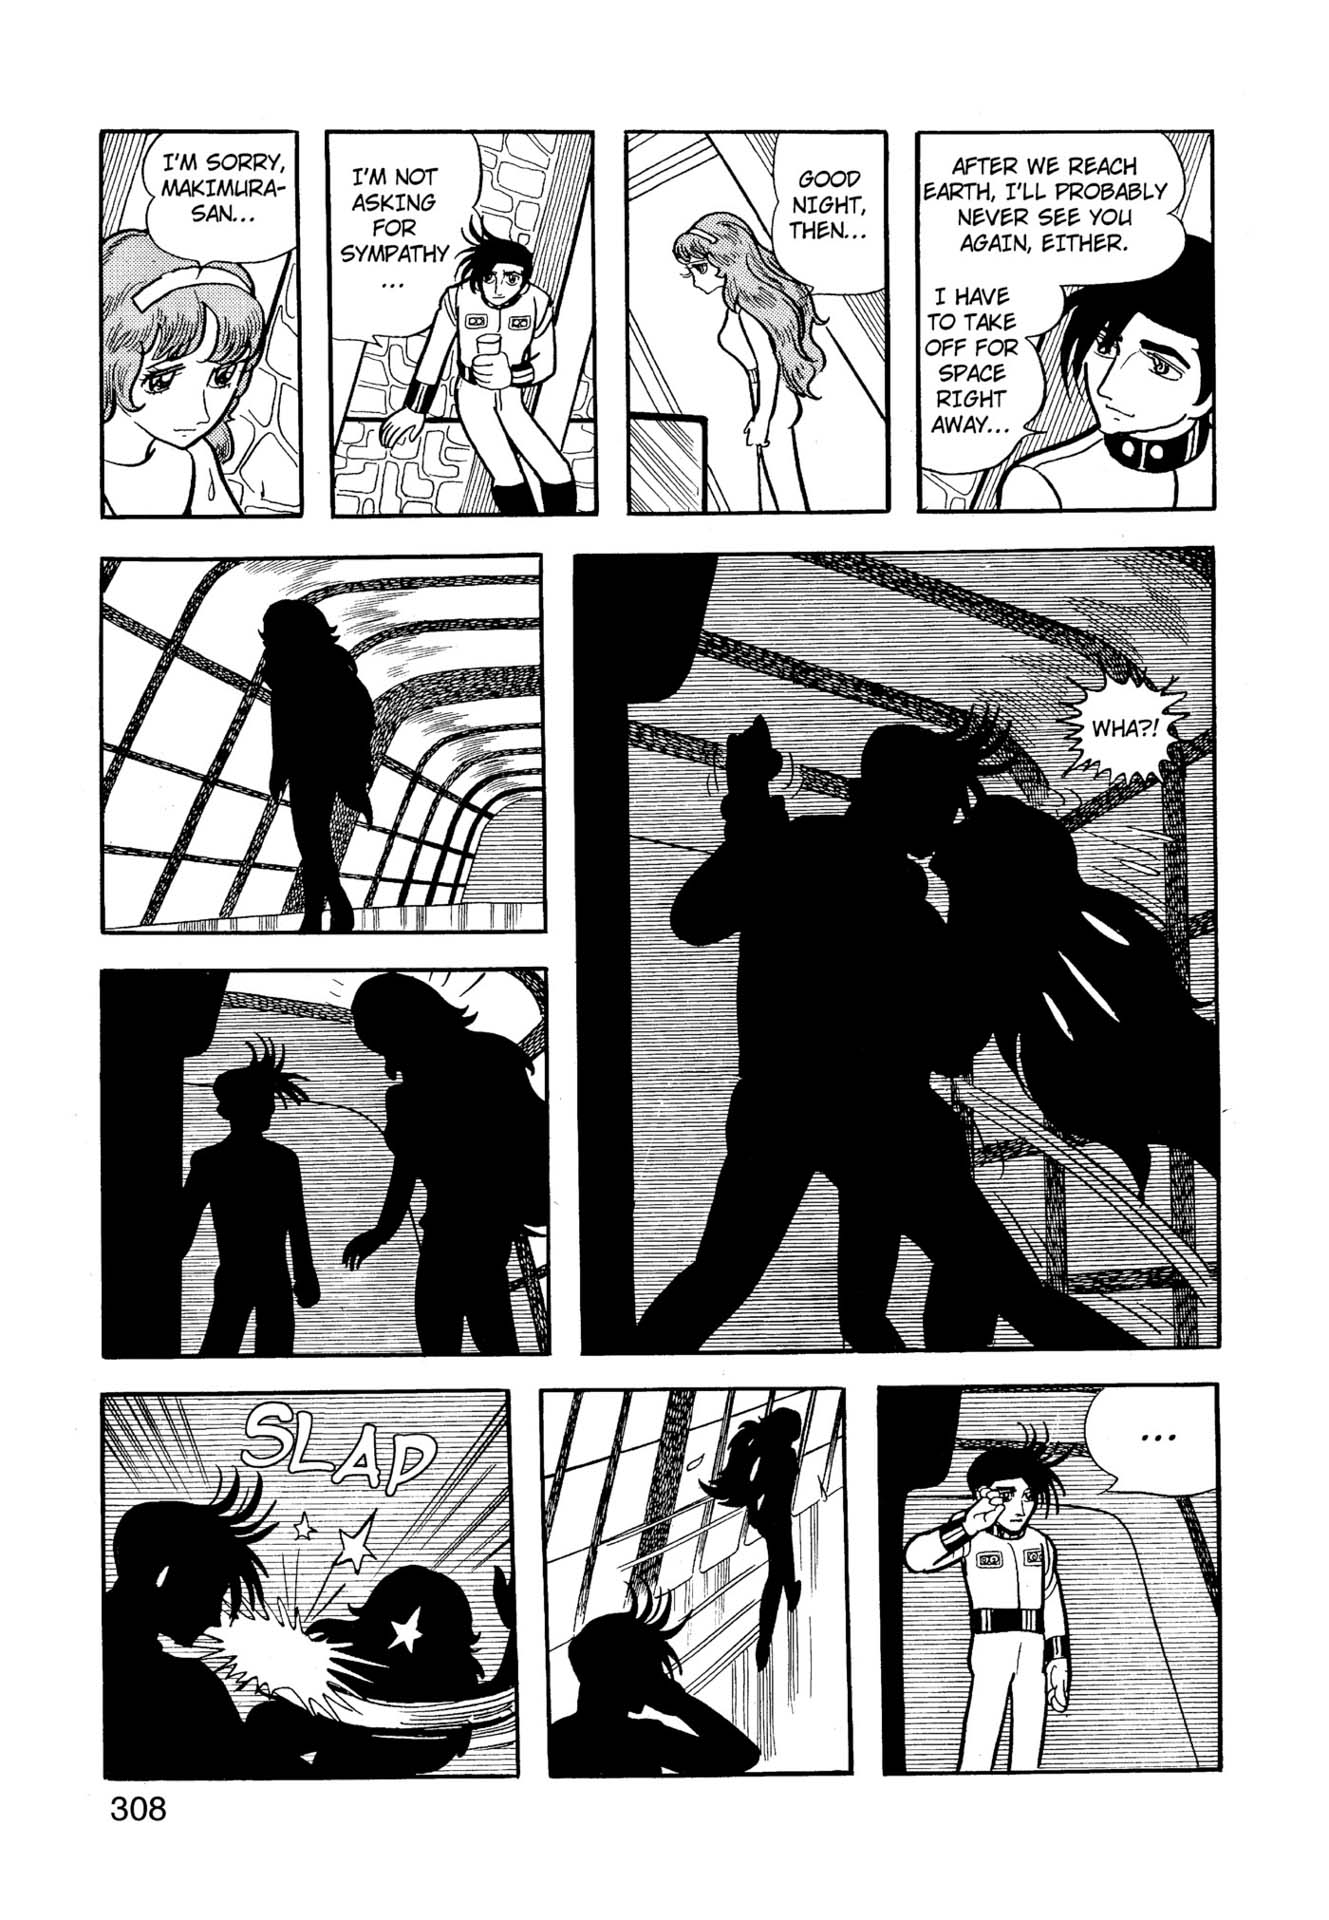 I'M SORRY,
MAKIMURA-
SAN...
I'M NOT
ASKING
FOR
SYMPATHY
...
GOOD
NIGHT,
THEN...
AFTER WE REACH
EARTH, I'LL PROBABLY
NEVER SEE YOU
AGAIN, EITHER.
I HAVE
TO TAKE
OFF FOR
SPACE
RIGHT
AWAY...
WHA?!
SLAP
...
308